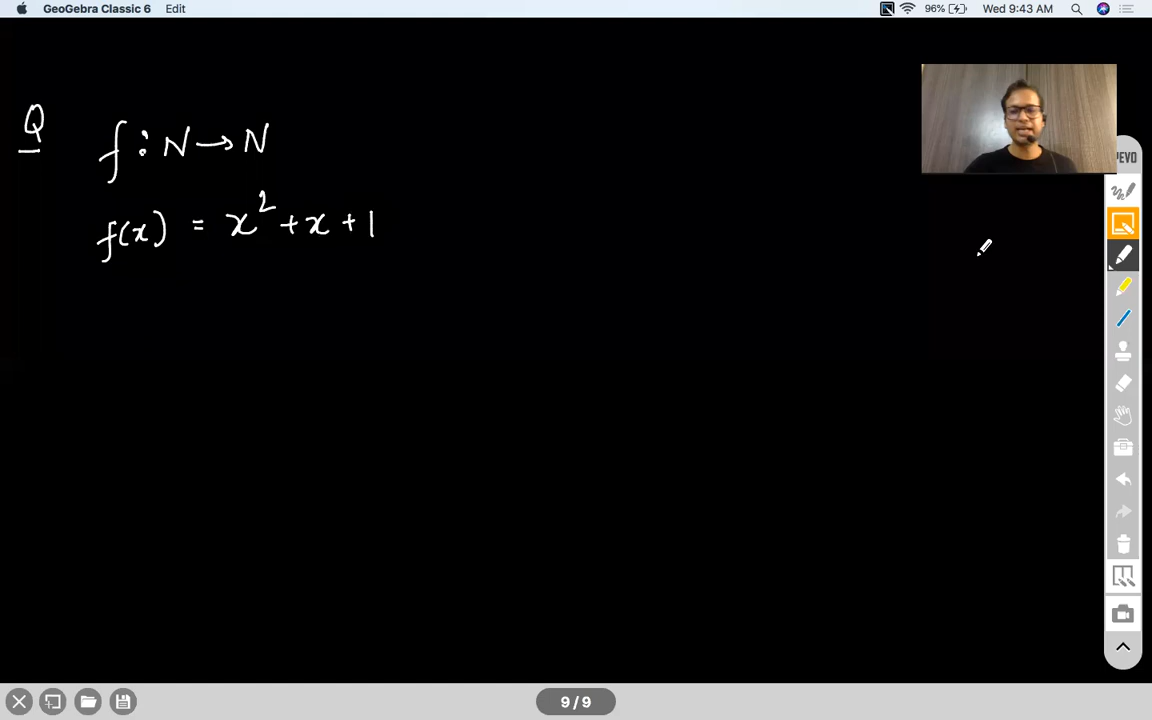 GeoGebra Classic 6 Edit 96% Wed 9:43 AM
Q f : N → N
f(x) = x² + x + 1
9 / 9